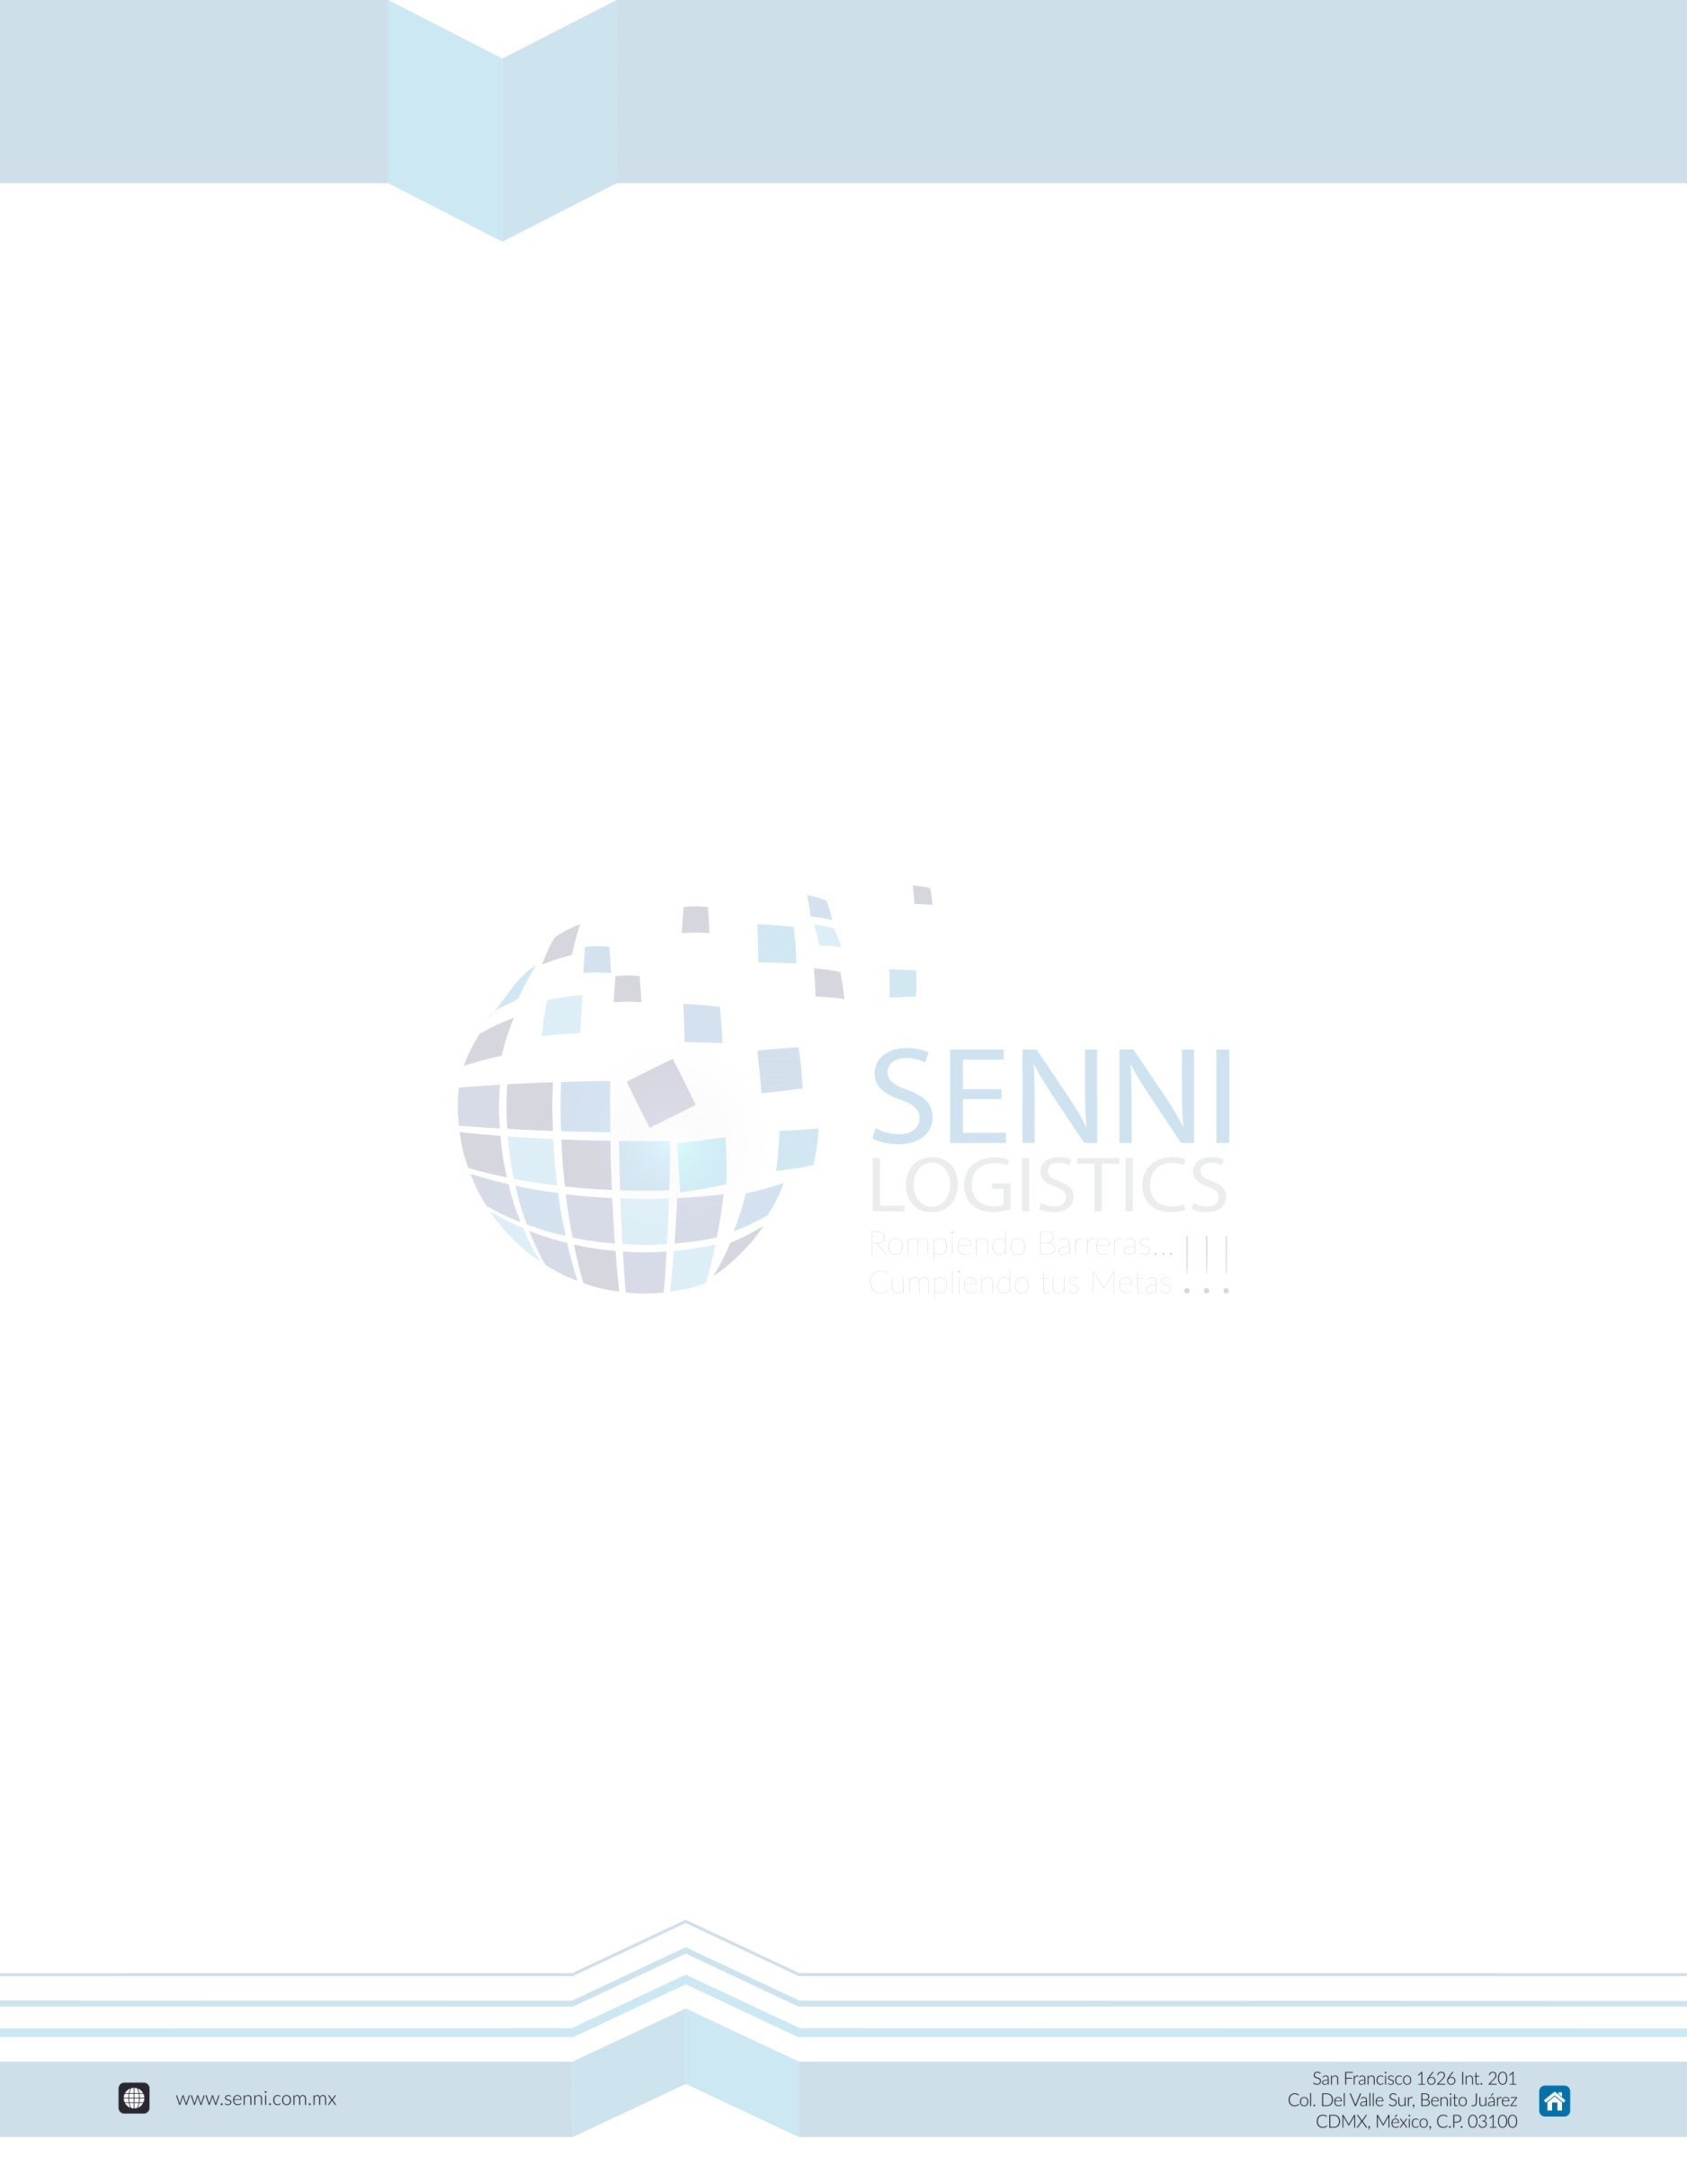 SENNI
LOGISTICS
Rompiendo Barreras...
Cumpliendo tus Metas !!!
www.senni.com.mx
San Francisco 1626 Int. 201
Col. Del Valle Sur, Benito Juárez
CDMX, México, C.P. 03100